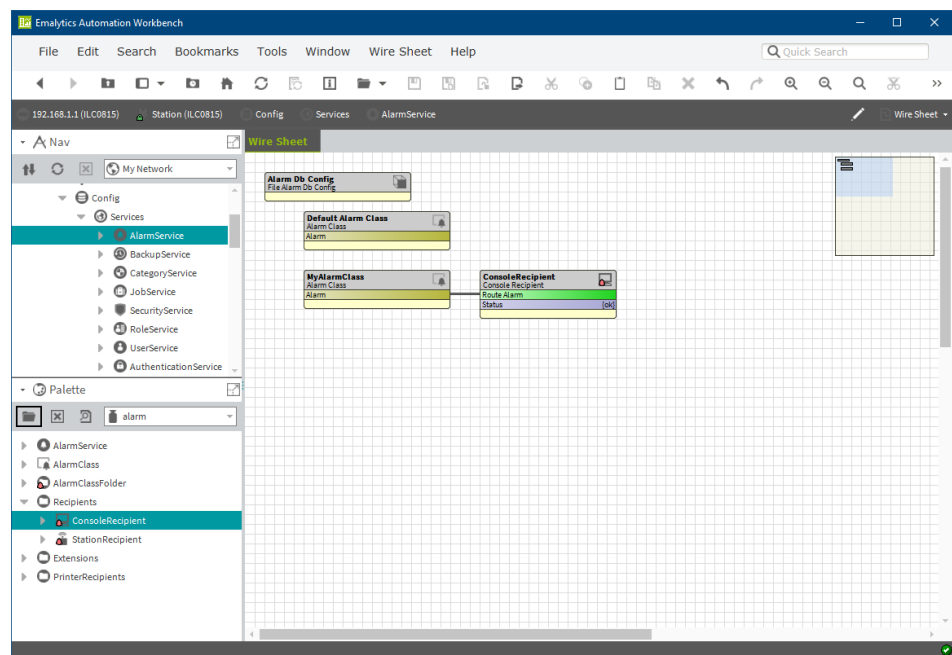 Emalytics Automation Workbench
File Edit Search Bookmarks Tools Window Wire Sheet Help
Quick Search
192.168.1.1 (ILC0815) Station (ILC0815) Config Services AlarmService Wire Sheet
Nav
My Network
Config
Services
AlarmService
BackupService
CategoryService
JobService
SecurityService
RoleService
UserService
AuthenticationService
Palette
alarm
AlarmService
AlarmClass
AlarmClassFolder
Recipients
ConsoleRecipient
StationRecipient
Extensions
PrinterRecipients
Wire Sheet
Alarm Db Config
File Alarm Db Config
Default Alarm Class
Alarm Class
Alarm
MyAlarmClass
Alarm Class
Alarm
ConsoleRecipient
Console Recipient
Route Alarm
Status {ok}